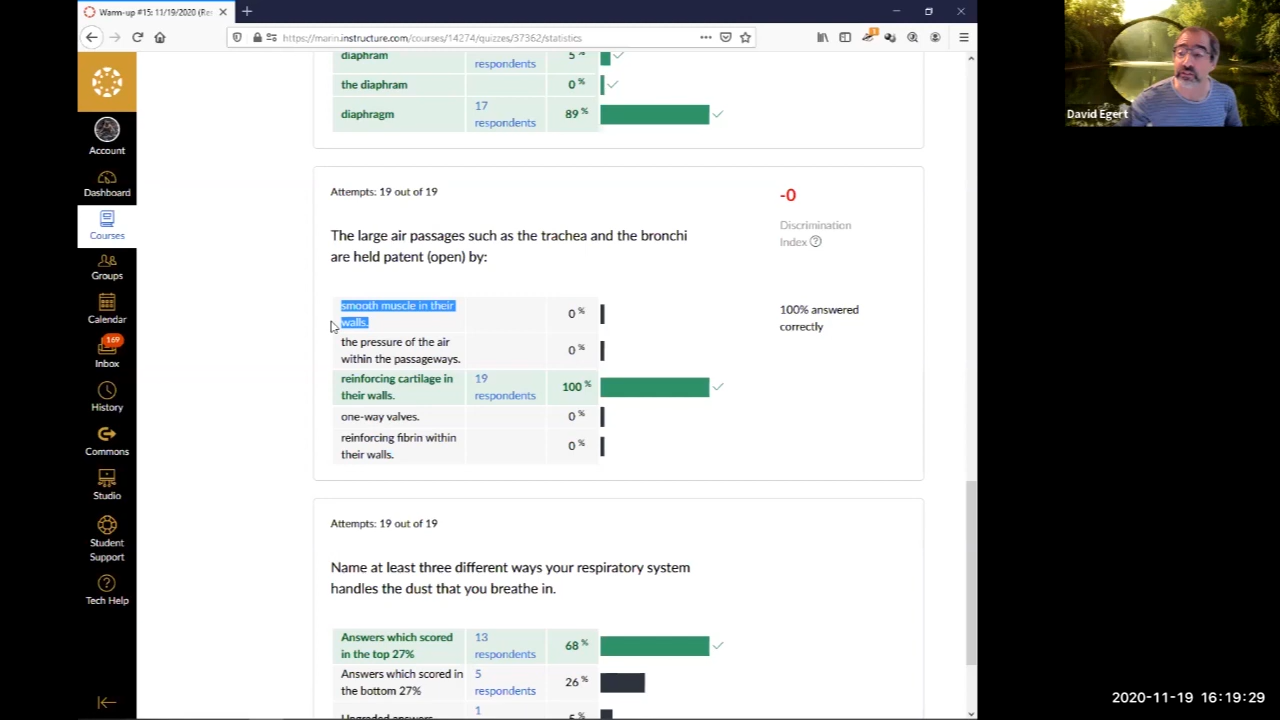 Warm-up #15: 11/19/2020 (Re
https://marin.instructure.com/courses/14274/quizzes/37362/statistics
David Egert
Account
Dashboard
Courses
Groups
Calendar
169
Inbox
History
Commons
Studio
Student
Support
Tech Help
diaphram
respondents
5 %
the diaphram
0 %
diaphragm
17
respondents
89 %
Attempts: 19 out of 19
-0
Discrimination
Index ?
The large air passages such as the trachea and the bronchi
are held patent (open) by:
smooth muscle in their
walls.
0 %
100% answered
correctly
the pressure of the air
within the passageways.
0 %
reinforcing cartilage in
their walls.
19
respondents
100 %
one-way valves.
0 %
reinforcing fibrin within
their walls.
0 %
Attempts: 19 out of 19
Name at least three different ways your respiratory system
handles the dust that you breathe in.
Answers which scored
in the top 27%
13
respondents
68 %
Answers which scored in
the bottom 27%
5
respondents
26 %
Ungraded answers
1
5 %
2020-11-19 16:19:29